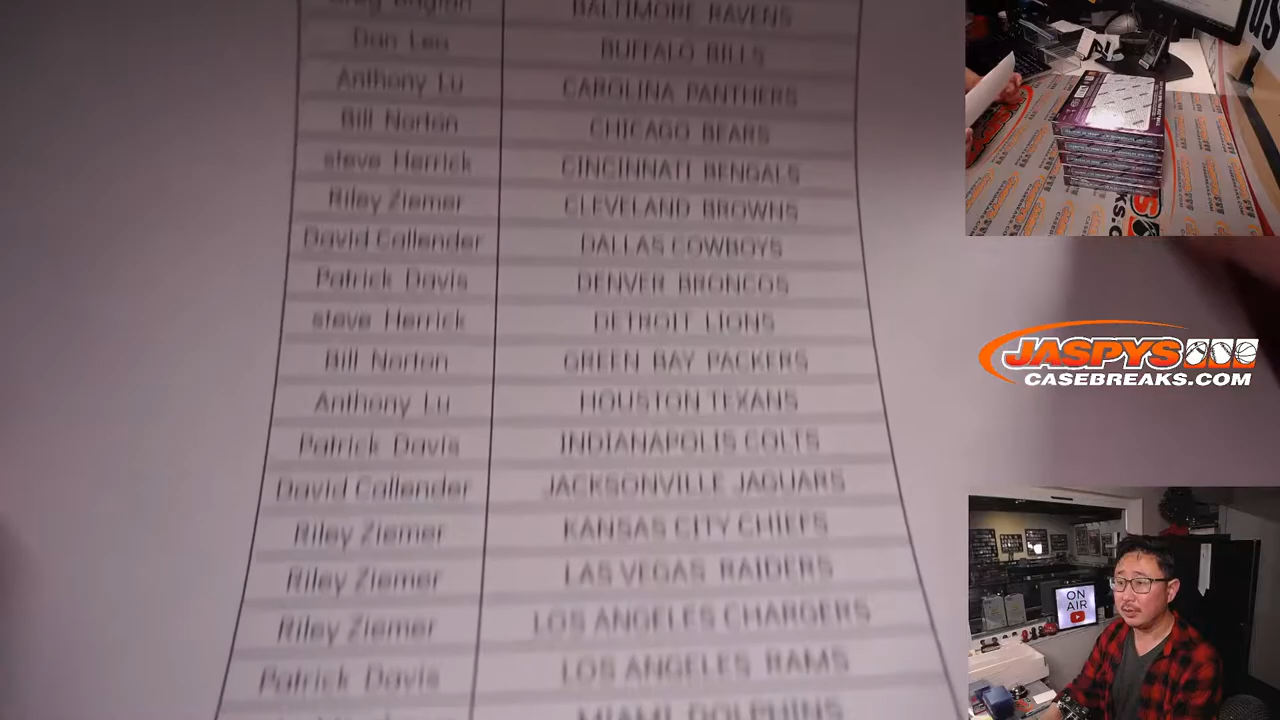 BALTIMORE RAVENS
Dan Leo BUFFALO BILLS
Anthony Lu CAROLINA PANTHERS
Bill Norton CHICAGO BEARS
steve Herrick CINCINNATI BENGALS
Riley Ziemer CLEVELAND BROWNS
David Callender DALLAS COWBOYS
Patrick Davis DENVER BRONCOS
steve Herrick DETROIT LIONS
Bill Norton GREEN BAY PACKERS
Anthony Lu HOUSTON TEXANS
Patrick Davis INDIANAPOLIS COLTS
David Callender JACKSONVILLE JAGUARS
Riley Ziemer KANSAS CITY CHIEFS
Riley Ziemer LAS VEGAS RAIDERS
Riley Ziemer LOS ANGELES CHARGERS
Patrick Davis LOS ANGELES RAMS
MIAMI DOLPHINS
JASPYS
CASEBREAKS.COM
ON
AIR